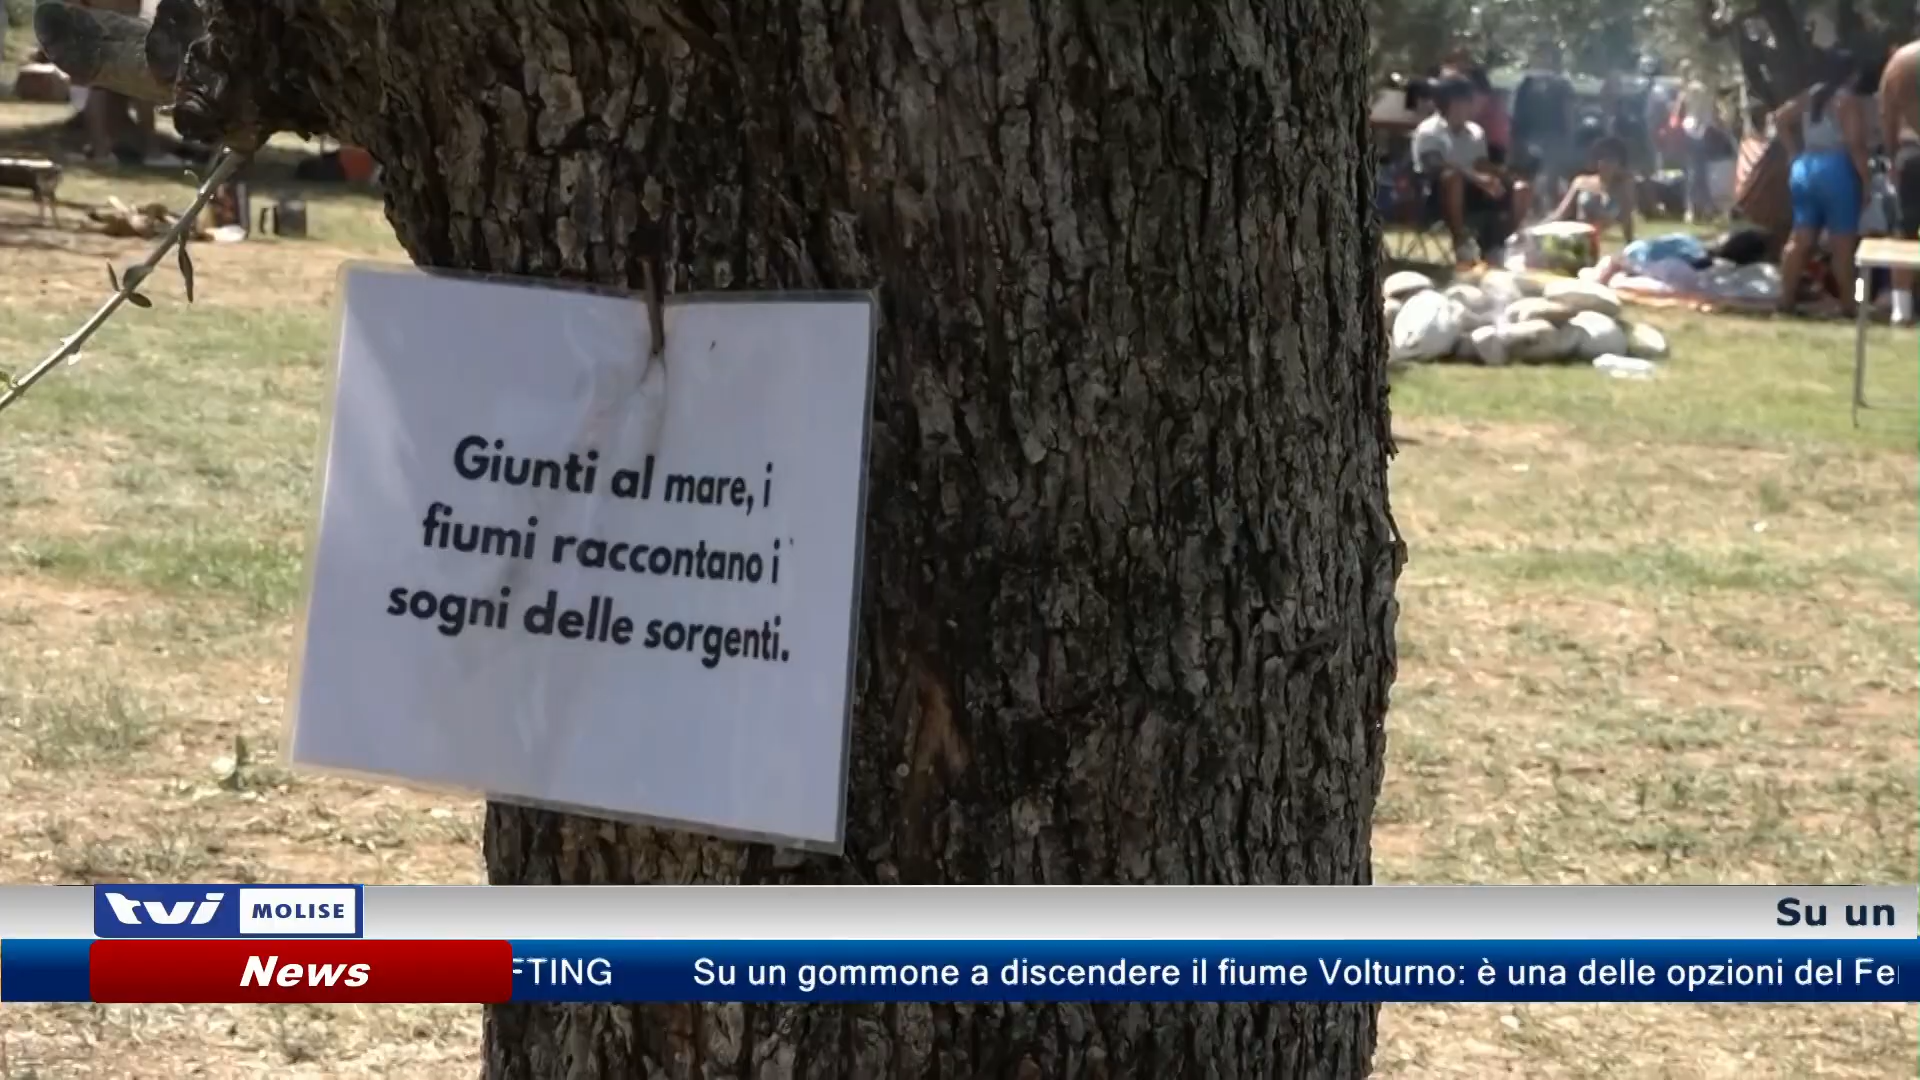 Giunti al mare, i
fiumi raccontano i
sogni delle sorgenti.
tvi MOLISE
Su un
News
FTING Su un gommone a discendere il fiume Volturno: è una delle opzioni del Fe